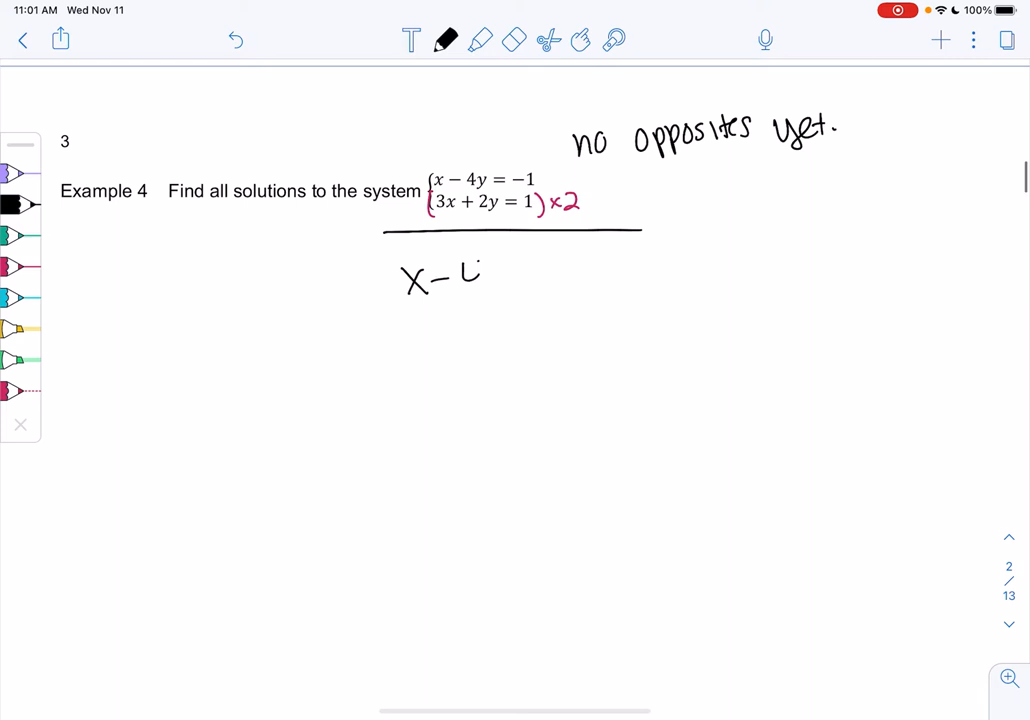 11:01 AM Wed Nov 11
100%
T
no opposites yet.
3
Example 4 Find all solutions to the system {x − 4y = −1
(3x + 2y = 1) ×2
x −
2
/
13